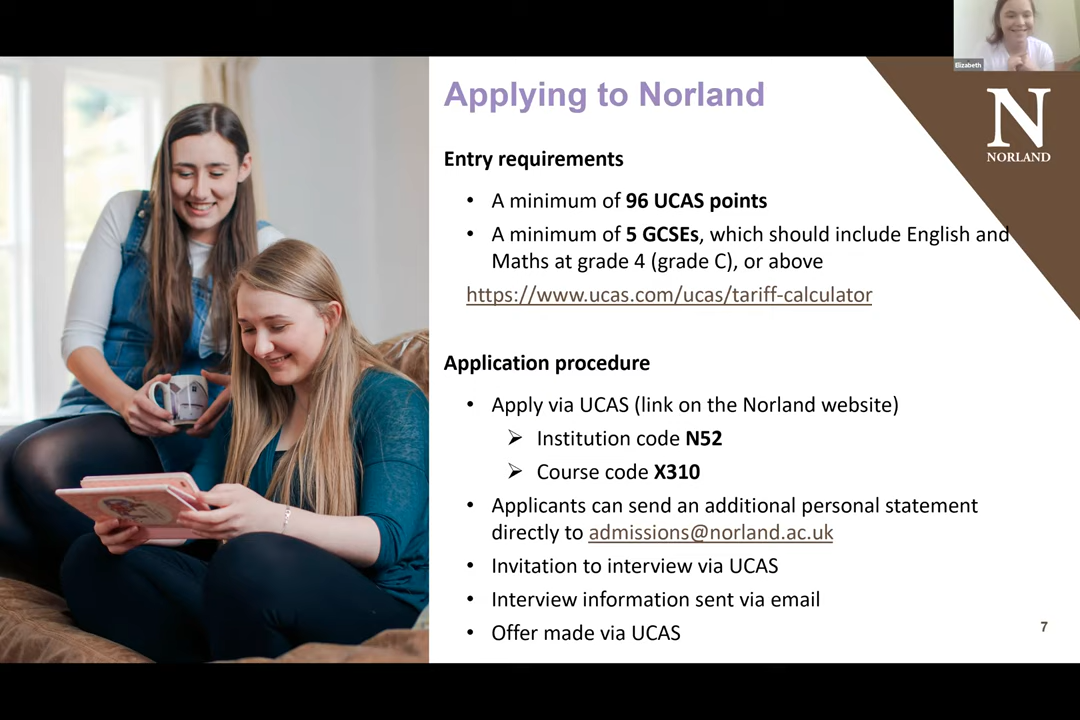 Elizabeth
Applying to Norland
N
NORLAND
Entry requirements
• A minimum of 96 UCAS points
• A minimum of 5 GCSEs, which should include English and
Maths at grade 4 (grade C), or above
https://www.ucas.com/ucas/tariff-calculator
Application procedure
• Apply via UCAS (link on the Norland website)
➢ Institution code N52
➢ Course code X310
• Applicants can send an additional personal statement
directly to admissions@norland.ac.uk
• Invitation to interview via UCAS
• Interview information sent via email
• Offer made via UCAS
7